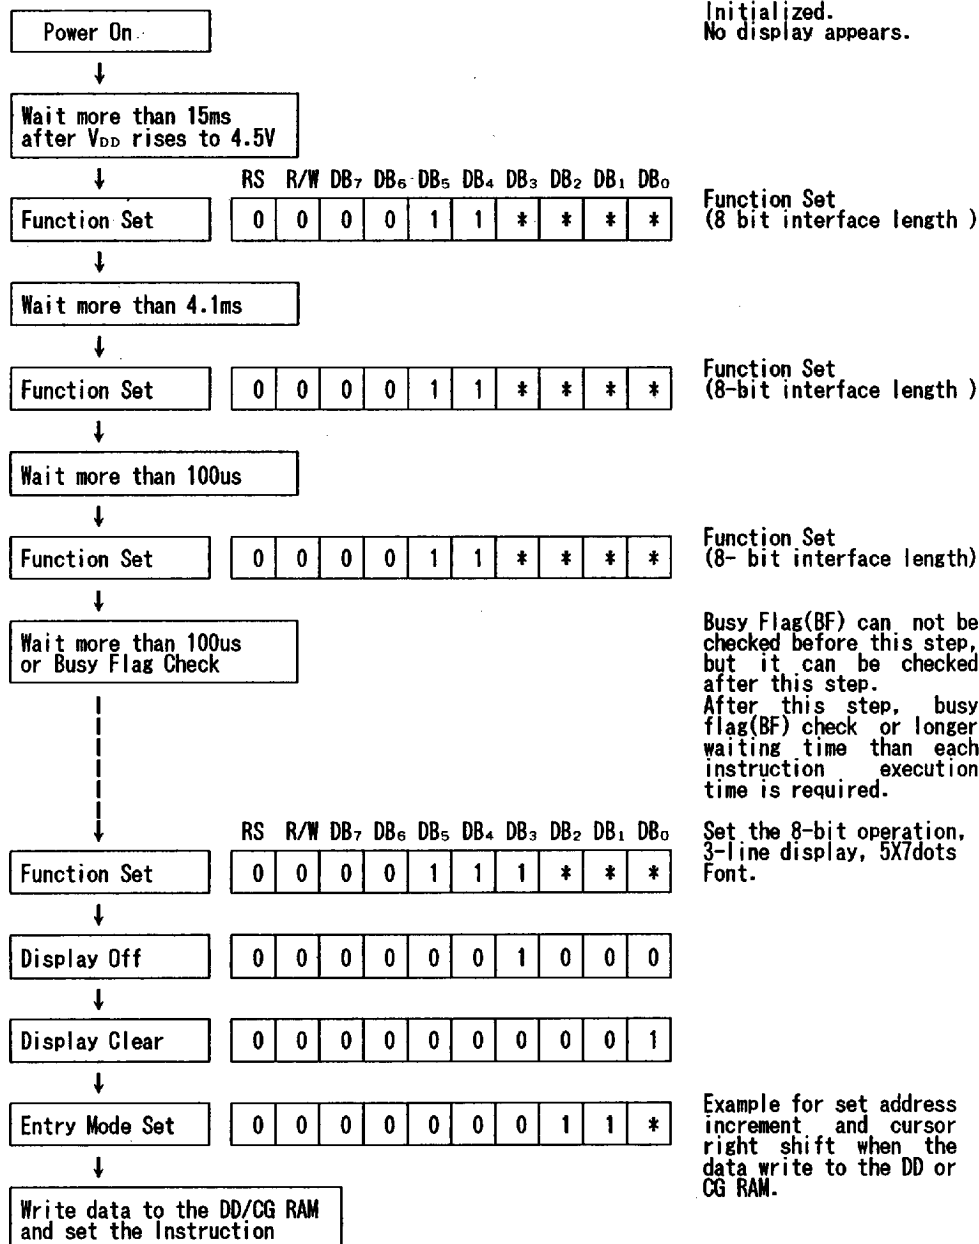 Initialized.
Power On
No display appears.
↓
Wait more than 15ms
after VDD rises to 4.5V
↓
RS R/W DB7 DB6 DB5 DB4 DB3 DB2 DB1 DB0
Function Set 0 0 0 0 1 1 * * * *
Function Set
(8 bit interface length )
↓
Wait more than 4.1ms
↓
Function Set 0 0 0 0 1 1 * * * *
Function Set
(8-bit interface length )
↓
Wait more than 100us
↓
Function Set 0 0 0 0 1 1 * * * *
Function Set
(8- bit interface length)
↓
Wait more than 100us
or Busy Flag Check
Busy Flag(BF) can not be
checked before this step,
but it can be checked
after this step.
After this step, busy
flag(BF) check or longer
waiting time than each
instruction execution
time is required.
RS R/W DB7 DB6 DB5 DB4 DB3 DB2 DB1 DB0
Function Set 0 0 0 0 1 1 1 * * *
Set the 8-bit operation,
3-line display, 5X7dots
Font.
↓
Display Off 0 0 0 0 0 0 1 0 0 0
↓
Display Clear 0 0 0 0 0 0 0 0 0 1
↓
Entry Mode Set 0 0 0 0 0 0 0 1 1 *
Example for set address
increment and cursor
right shift when the
data write to the DD or
CG RAM.
↓
Write data to the DD/CG RAM
and set the Instruction